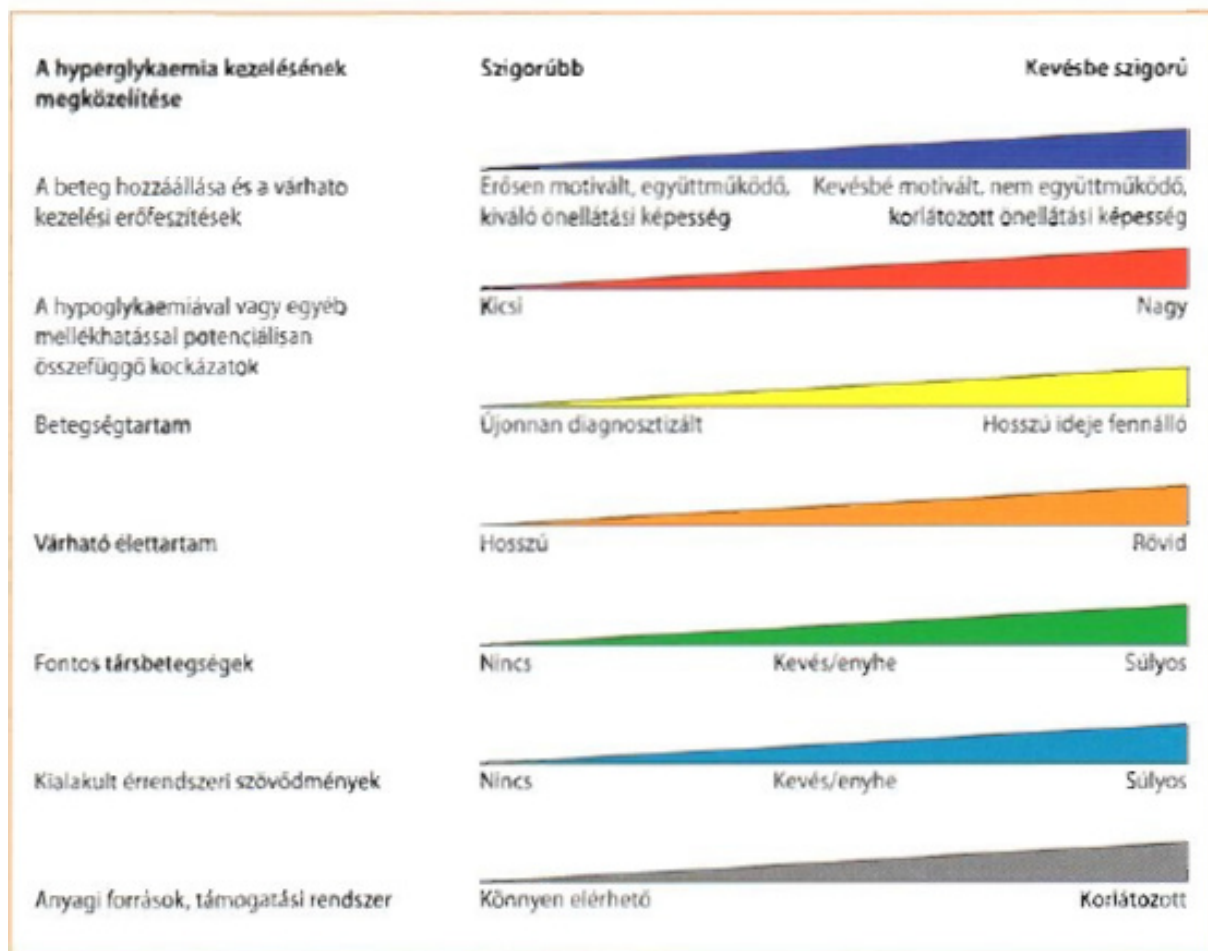 A hyperglykaemia kezelésének
megközelítése
Szigorúbb
Kevésbe szigorú
A beteg hozzáállása és a várhato
kezelési erőfeszítések
Erősen motivált, együttműködő,
kiváló önellátási képesség
Kevésbé motivált, nem együttműködő,
korlátozott önellátási képesség
A hypoglykaemiával vagy egyéb
mellékhatással potenciálisan
összefüggő kockázatok
Kicsi
Nagy
Betegségtartam
Újonnan diagnosztizált
Hosszú ideje fennálló
Várható élettartam
Hosszú
Rövid
Fontos társbetegségek
Nincs
Kevés/enyhe
Súlyos
Kialakult érrendszeri szövődmények
Nincs
Kevés/enyhe
Súlyos
Anyagi források, támogatási rendszer
Könnyen elérhető
Korlátozott